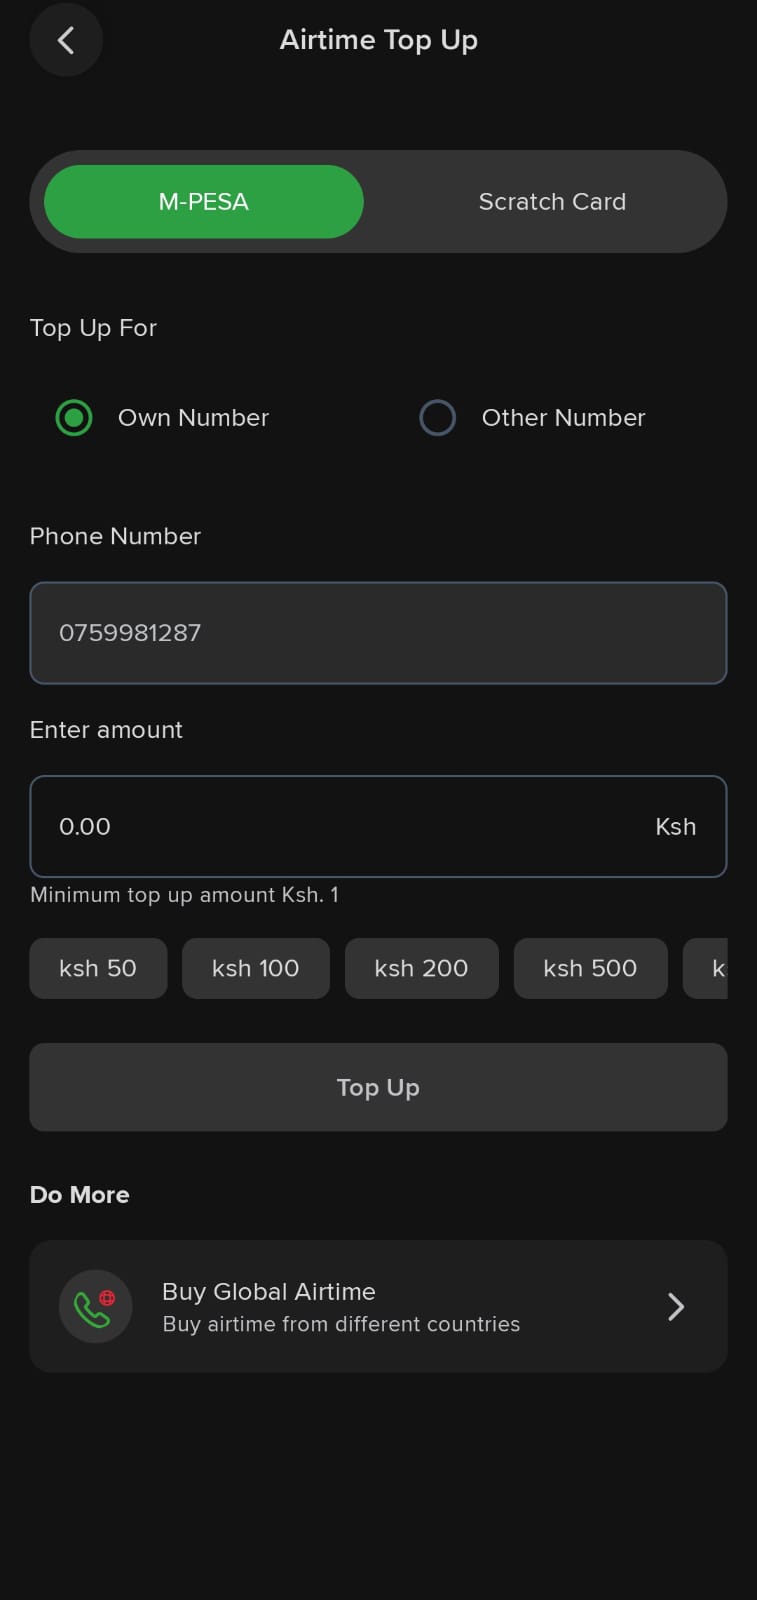 Airtime Top Up
M-PESA
Scratch Card
Top Up For
Own Number
Other Number
Phone Number
0759981287
Enter amount
0.00 Ksh
Minimum top up amount Ksh. 1
ksh 50 ksh 100 ksh 200 ksh 500 k
Top Up
Do More
Buy Global Airtime
Buy airtime from different countries